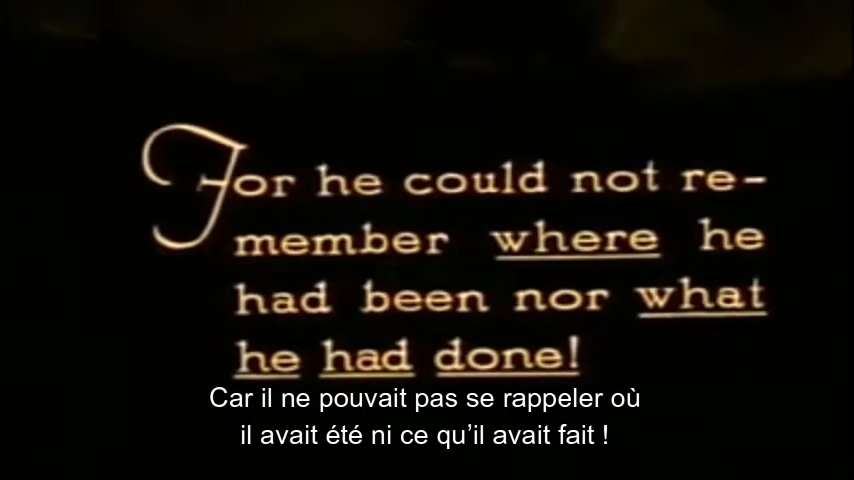 For he could not re-
member where he
had been nor what
he had done!
Car il ne pouvait pas se rappeler où
il avait été ni ce qu’il avait fait !